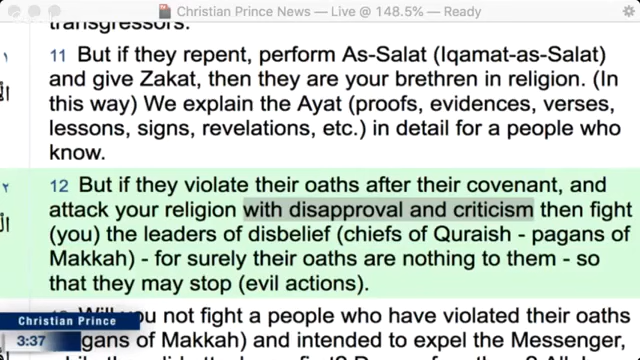 Christian Prince News — Live @ 148.5% — Ready
transgressors.
11 But if they repent, perform As-Salat (Iqamat-as-Salat)
and give Zakat, then they are your brethren in religion. (In
this way) We explain the Ayat (proofs, evidences, verses,
lessons, signs, revelations, etc.) in detail for a people who
know.
12 But if they violate their oaths after their covenant, and
attack your religion with disapproval and criticism then fight
(you) the leaders of disbelief (chiefs of Quraish - pagans of
Makkah) - for surely their oaths are nothing to them - so
that they may stop (evil actions).
Will you not fight a people who have violated their oaths
Christian Prince
3:37
of Makkah) and intended to expel the Messenger,